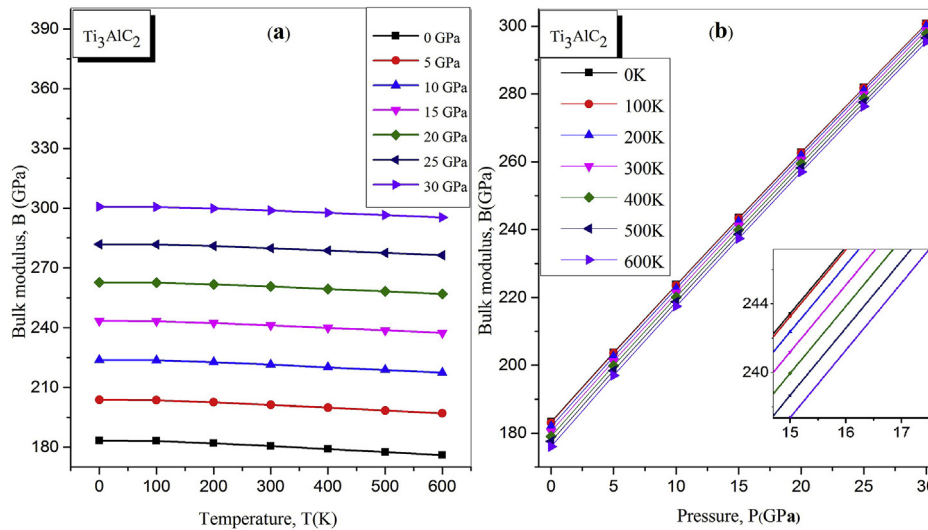 Ti3AlC2
(a)
0 GPa
5 GPa
10 GPa
15 GPa
20 GPa
25 GPa
30 GPa
390
360
330
300
270
240
210
180
Bulk modulus, B (GPa)
0 100 200 300 400 500 600
Temperature, T(K)
Ti3AlC2
(b)
0K
100K
200K
300K
400K
500K
600K
300
280
260
240
220
200
180
Bulk modulus, B(GPa)
244
240
15 16 17
0 5 10 15 20 25 30
Pressure, P(GPa)